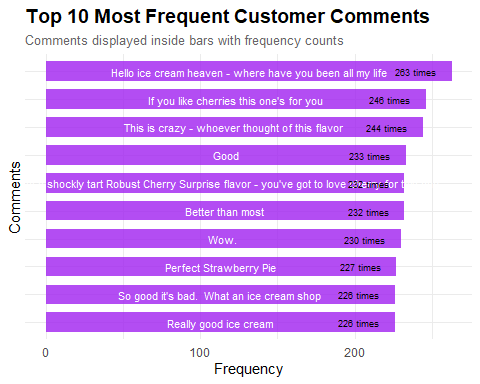 Top 10 Most Frequent Customer Comments
Comments displayed inside bars with frequency counts
Comments
Hello ice cream heaven - where have you been all my life 263 times
If you like cherries this one's for you 246 times
This is crazy - whoever thought of this flavor 244 times
Good 233 times
shockly tart Robust Cherry Surprise flavor - you've got to love for t 232 times
Better than most 232 times
Wow. 230 times
Perfect Strawberry Pie 227 times
So good it's bad.  What an ice cream shop 226 times
Really good ice cream 226 times
0 100 200
Frequency